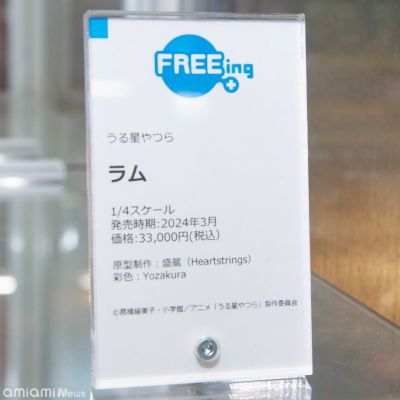 FREEing
うる星やつら
ラム
1/4スケール
発売時期:2024年3月
価格:33,000円(税込)
原型制作：盛蔵（Heartstrings）
彩色：Yozakura
©高橋留美子・小学館／アニメ「うる星やつら」製作委員会
amiami News